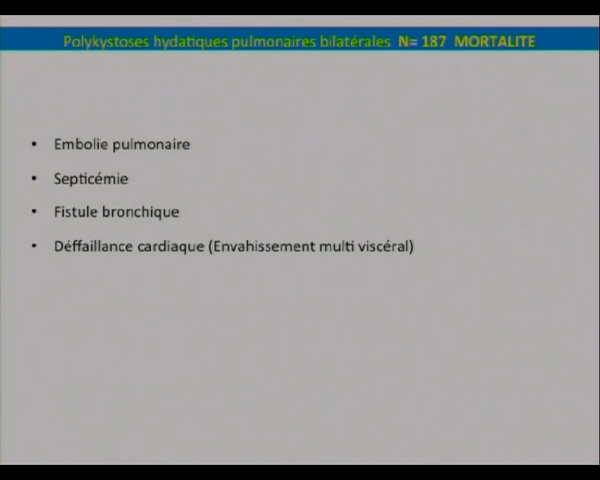 Polykystoses hydatiques pulmonaires bilatérales N= 187 MORTALITE
• Embolie pulmonaire
• Septicémie
• Fistule bronchique
• Déffaillance cardiaque (Envahissement multi viscéral)